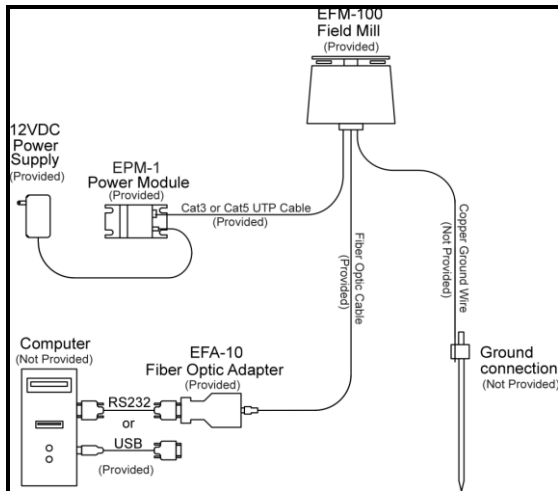 EFM-100
Field Mill
(Provided)
12VDC
Power
Supply
(Provided)
EPM-1
Power Module
(Provided)
Cat3 or Cat5 UTP Cable
(Provided)
Fiber Optic Cable
(Provided)
Copper Ground Wire
(Not Provided)
Computer
(Not Provided)
EFA-10
Fiber Optic Adapter
(Provided)
Ground
connection
(Not Provided)
RS232
or
USB
(Provided)